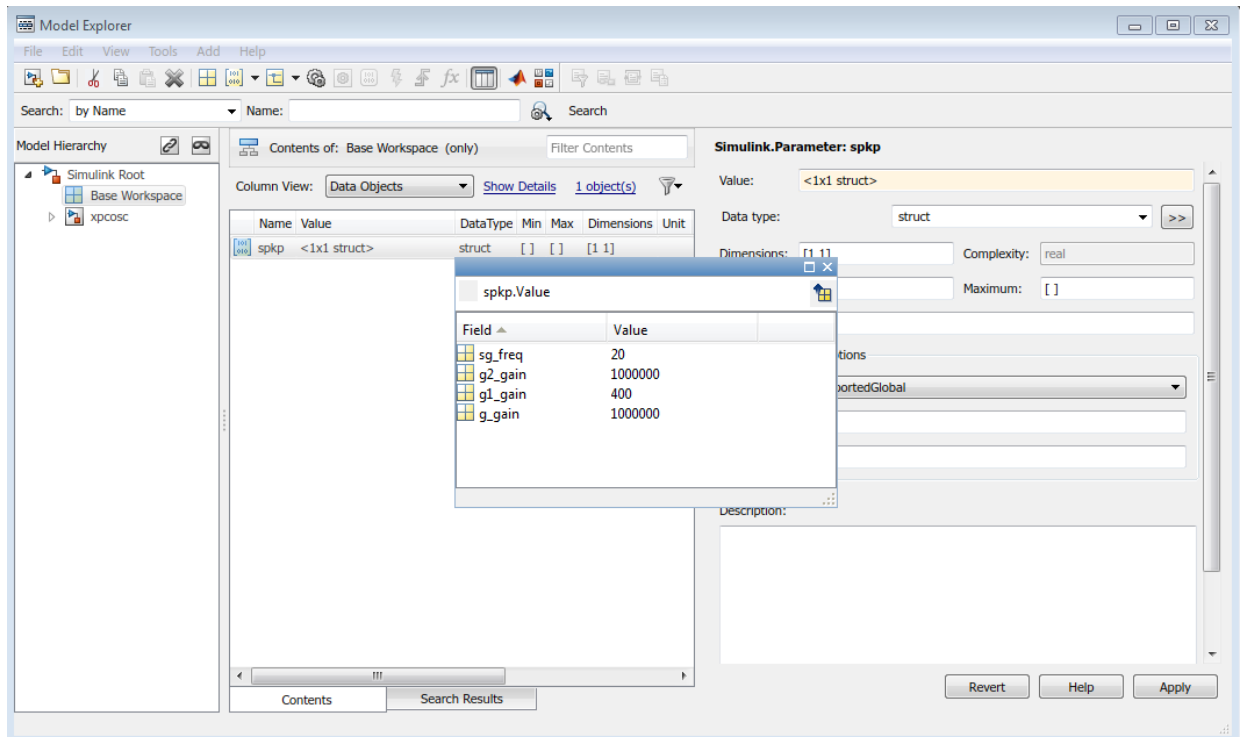 Model Explorer
File Edit View Tools Add Help
fx
Search: by Name Name: Search
Model Hierarchy
Simulink Root
Base Workspace
xpcosc
Contents of: Base Workspace (only) Filter Contents
Column View: Data Objects Show Details 1 object(s)
Name Value DataType Min Max Dimensions Unit
spkp <1x1 struct> struct [ ] [ ] [1 1]
spkp.Value
Field Value
sg_freq 20
g2_gain 1000000
g1_gain 400
g_gain 1000000
Contents Search Results
Simulink.Parameter: spkp
Value: <1x1 struct>
Data type: struct >>
Dimensions: [1 1] Complexity: real
Maximum: [ ]
Description:
Revert Help Apply